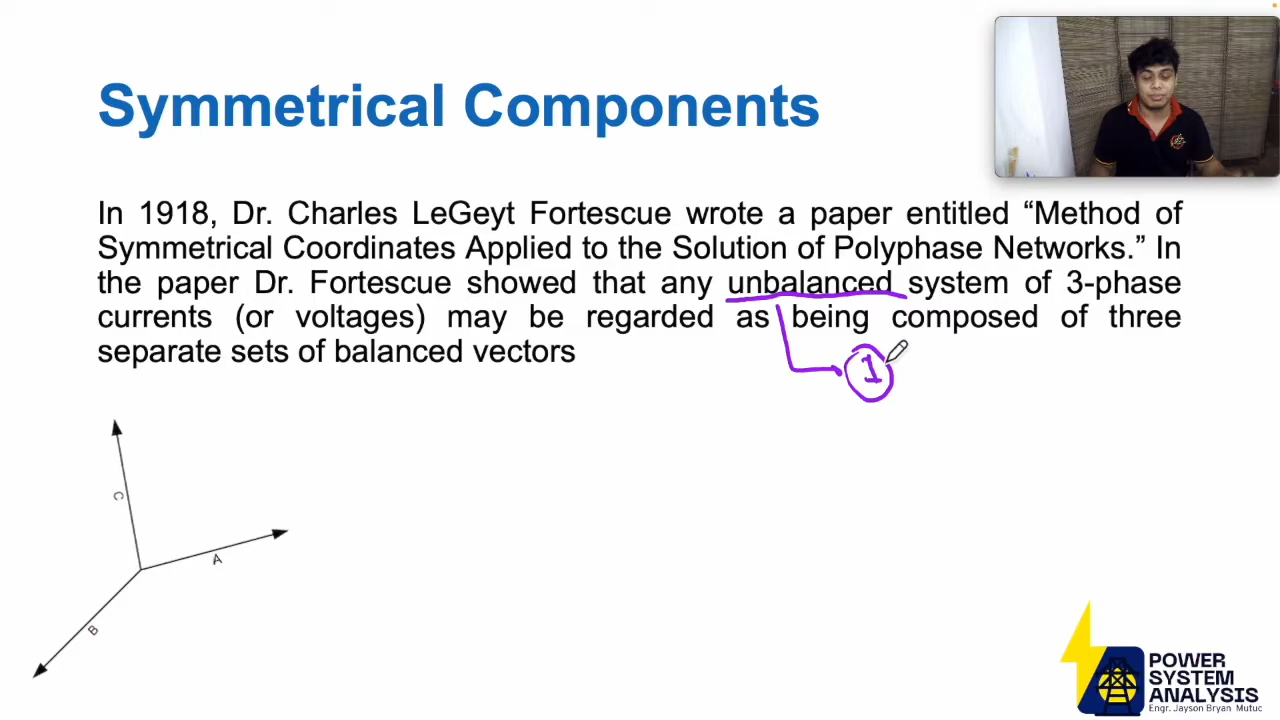 Symmetrical Components
In 1918, Dr. Charles LeGeyt Fortescue wrote a paper entitled “Method of
Symmetrical Coordinates Applied to the Solution of Polyphase Networks.” In
the paper Dr. Fortescue showed that any unbalanced system of 3-phase
currents (or voltages) may be regarded as being composed of three
separate sets of balanced vectors
1
C
A
B
POWER
SYSTEM
ANALYSIS
Engr. Jayson Bryan Mutuc